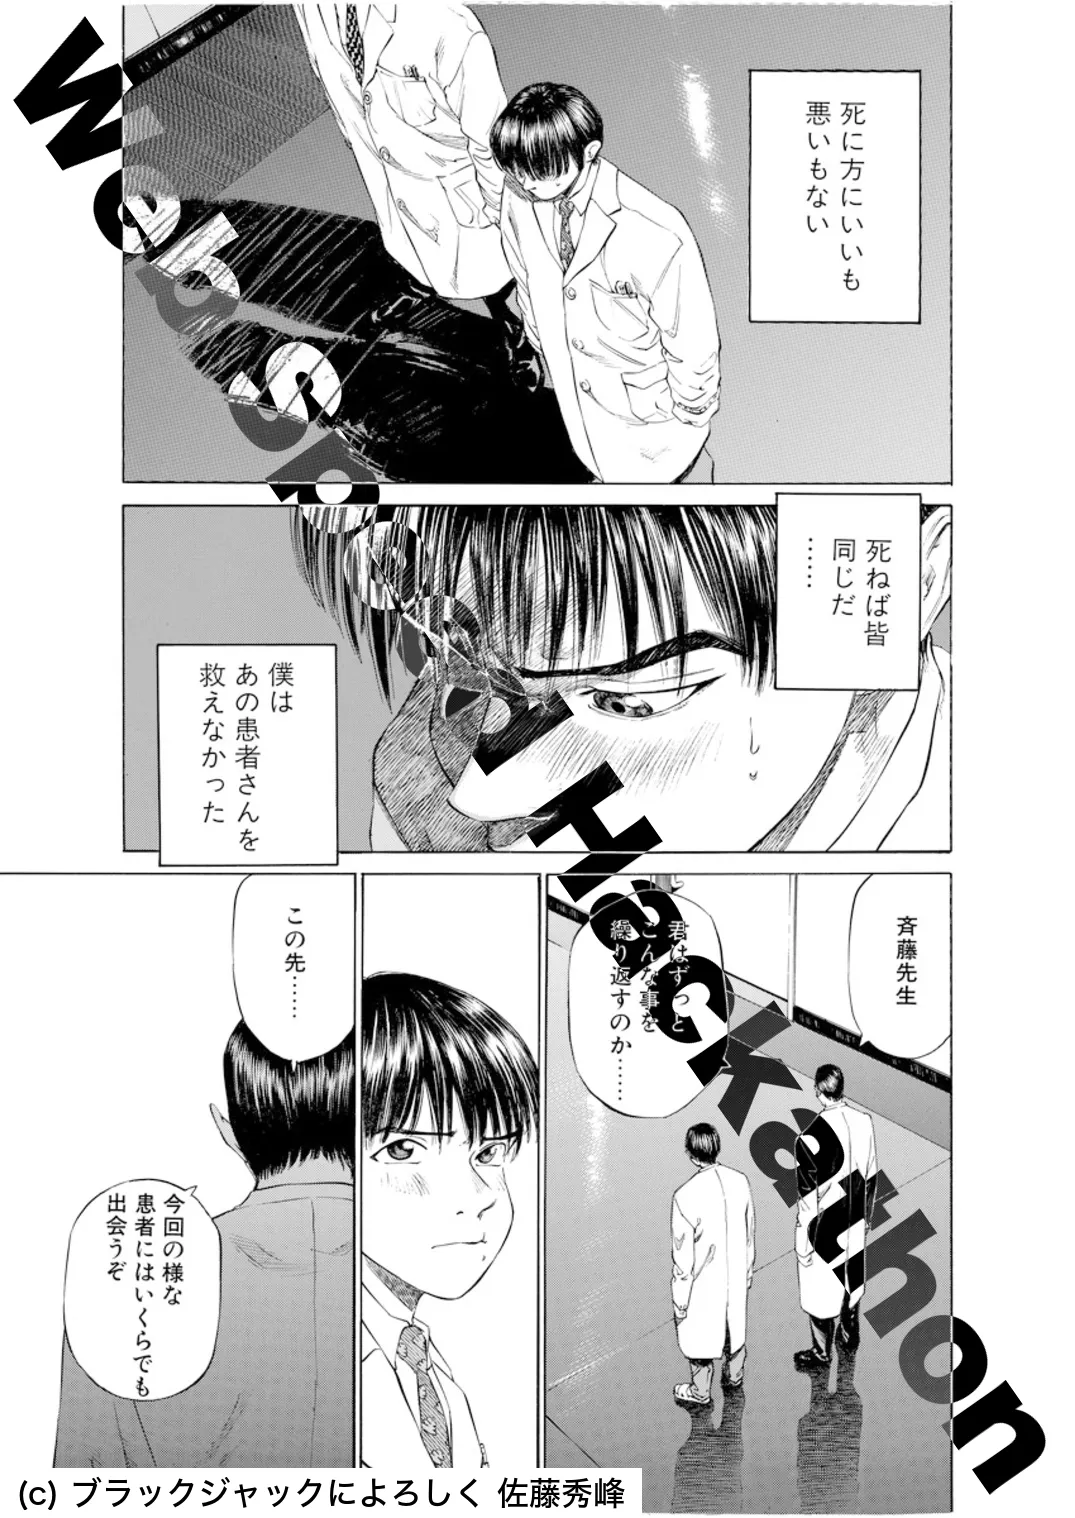 死に方にいいも
悪いもない
死ねば皆
同じだ
……
僕は
あの患者さんを
救えなかった
斉藤先生
君はずっと
こんな事を
繰り返すのか……
この先……
今回の様な
患者にはいくらでも
出会うぞ
Web Special Hackathon
(c) ブラックジャックによろしく 佐藤秀峰